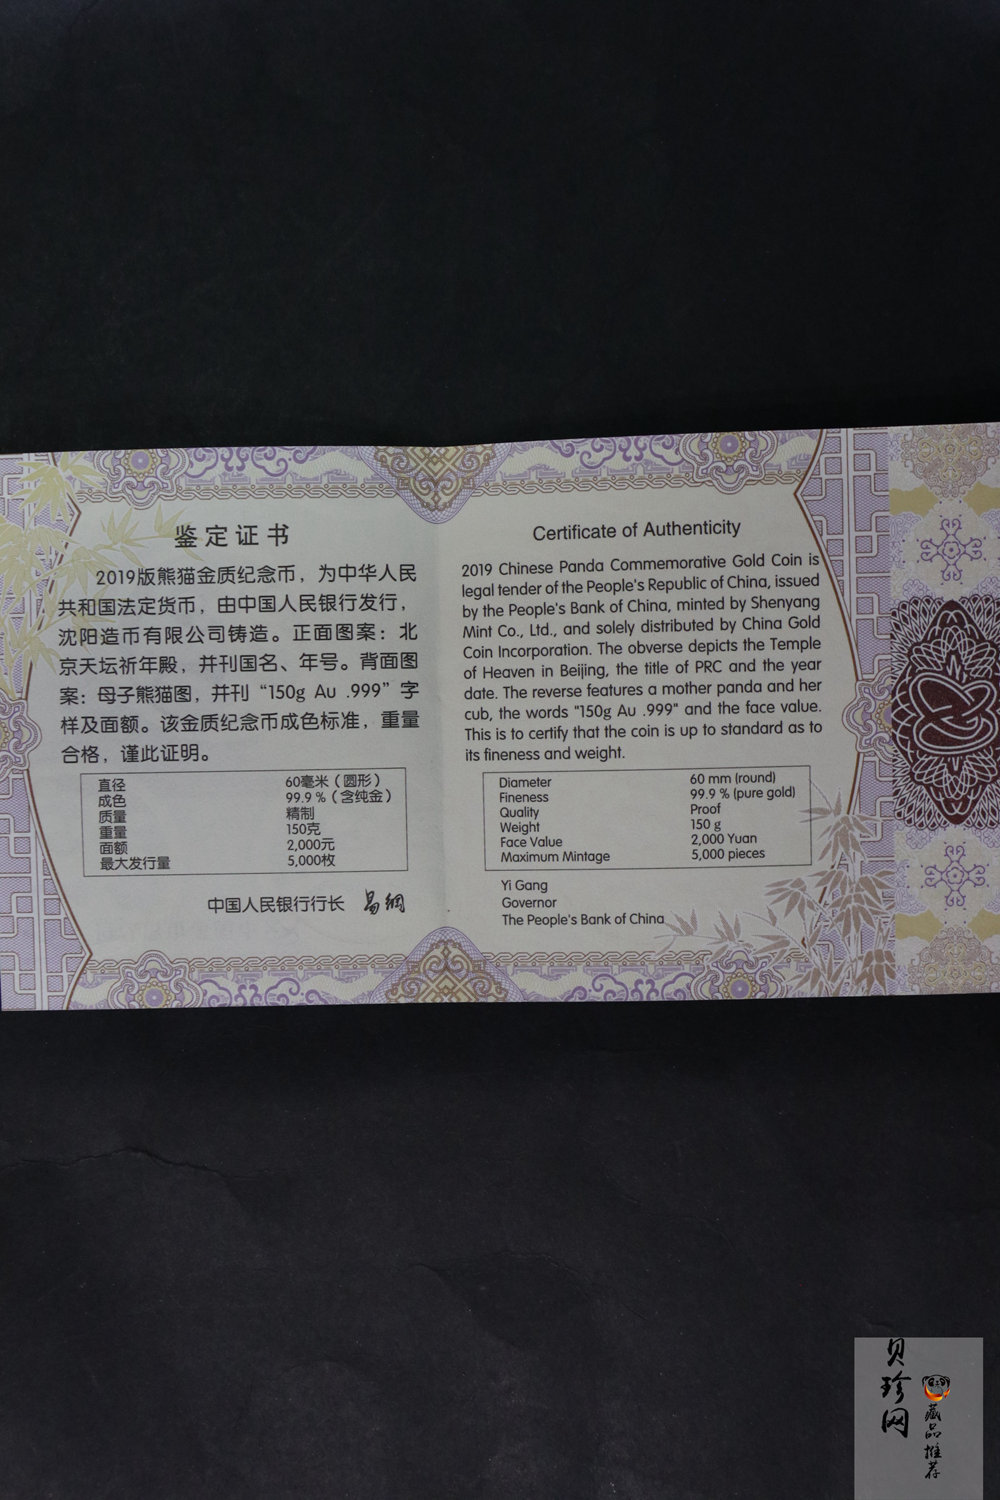 鉴定证书
2019版熊猫金质纪念币，为中华人民
共和国法定货币，由中国人民银行发行，
沈阳造币有限公司铸造。正面图案：北
京天坛祈年殿，并刊国名、年号。背面图
案：母子熊猫图，并刊“150g Au .999”字
样及面额。该金质纪念币成色标准，重量
合格，谨此证明。
直径 60毫米（圆形）
成色 99.9％（含纯金）
质量 精制
重量 150克
面额 2,000元
最大发行量 5,000枚
中国人民银行行长 易纲
Certificate of Authenticity
2019 Chinese Panda Commemorative Gold Coin is
legal tender of the People's Republic of China, issued
by the People's Bank of China, minted by Shenyang
Mint Co., Ltd., and solely distributed by China Gold
Coin Incorporation. The obverse depicts the Temple
of Heaven in Beijing, the title of PRC and the year
date. The reverse features a mother panda and her
cub, the words "150g Au .999" and the face value.
This is to certify that the coin is up to standard as to
its fineness and weight.
Diameter 60 mm (round)
Fineness 99.9 % (pure gold)
Quality Proof
Weight 150 g
Face Value 2,000 Yuan
Maximum Mintage 5,000 pieces
Yi Gang
Governor
The People's Bank of China
贝珍网
藏品推荐